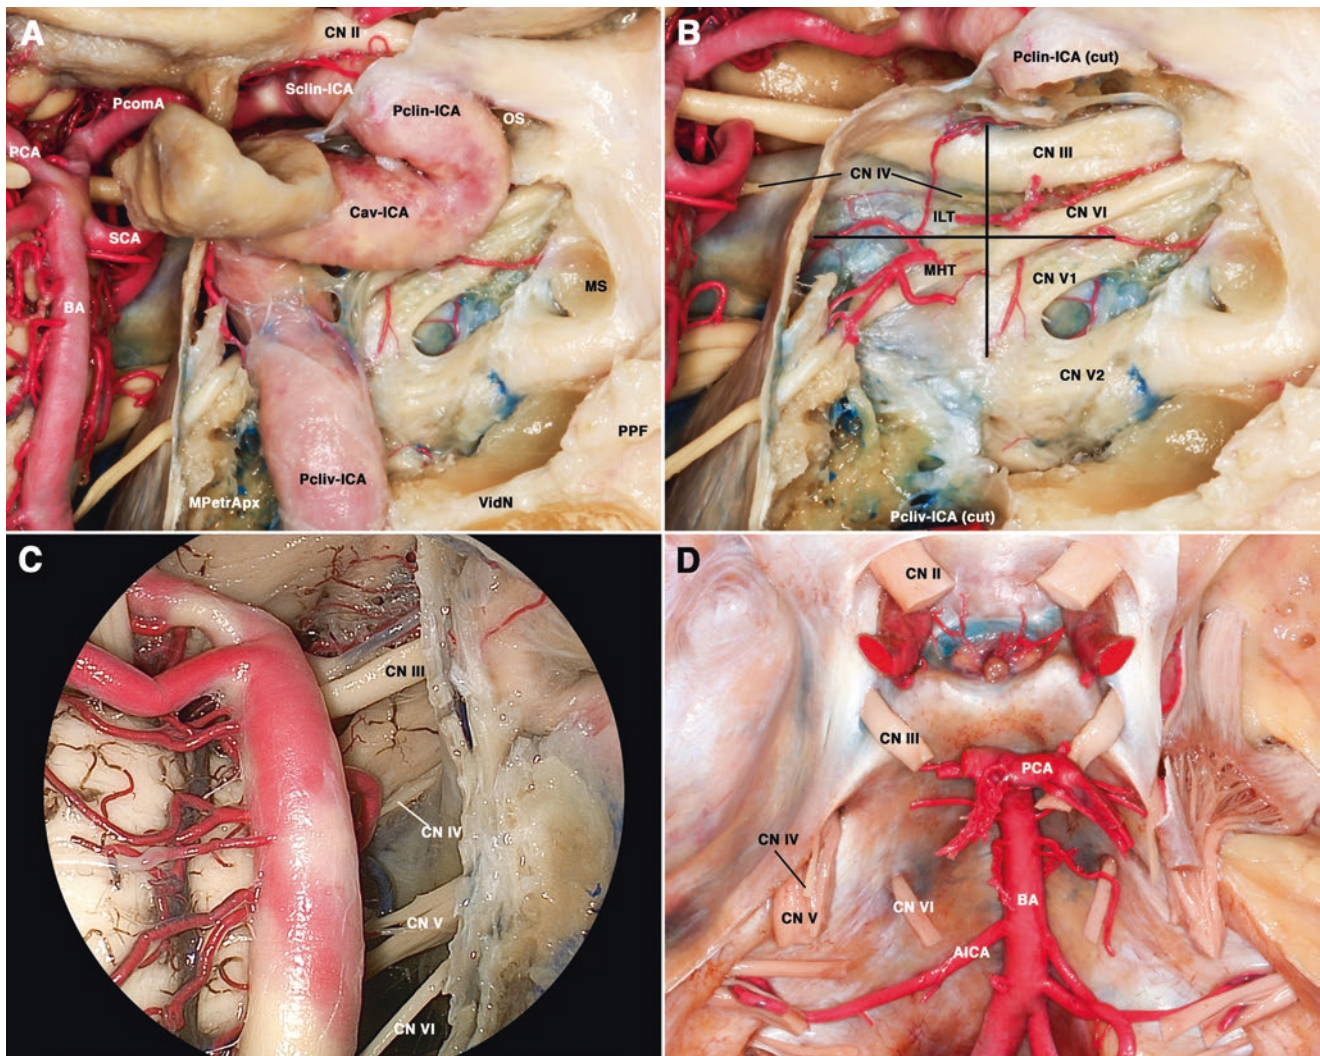 A
CN II
Sclin-ICA
PcomA
Pclin-ICA
OS
PCA
Cav-ICA
SCA
MS
BA
PPF
Pcliv-ICA
MPetrApx
VidN
B
Pclin-ICA (cut)
CN III
CN IV
ILT
CN VI
MHT
CN V1
CN V2
Pcliv-ICA (cut)
C
CN III
CN IV
CN V
CN VI
D
CN II
CN III
PCA
CN IV
CN V
CN VI
BA
AICA